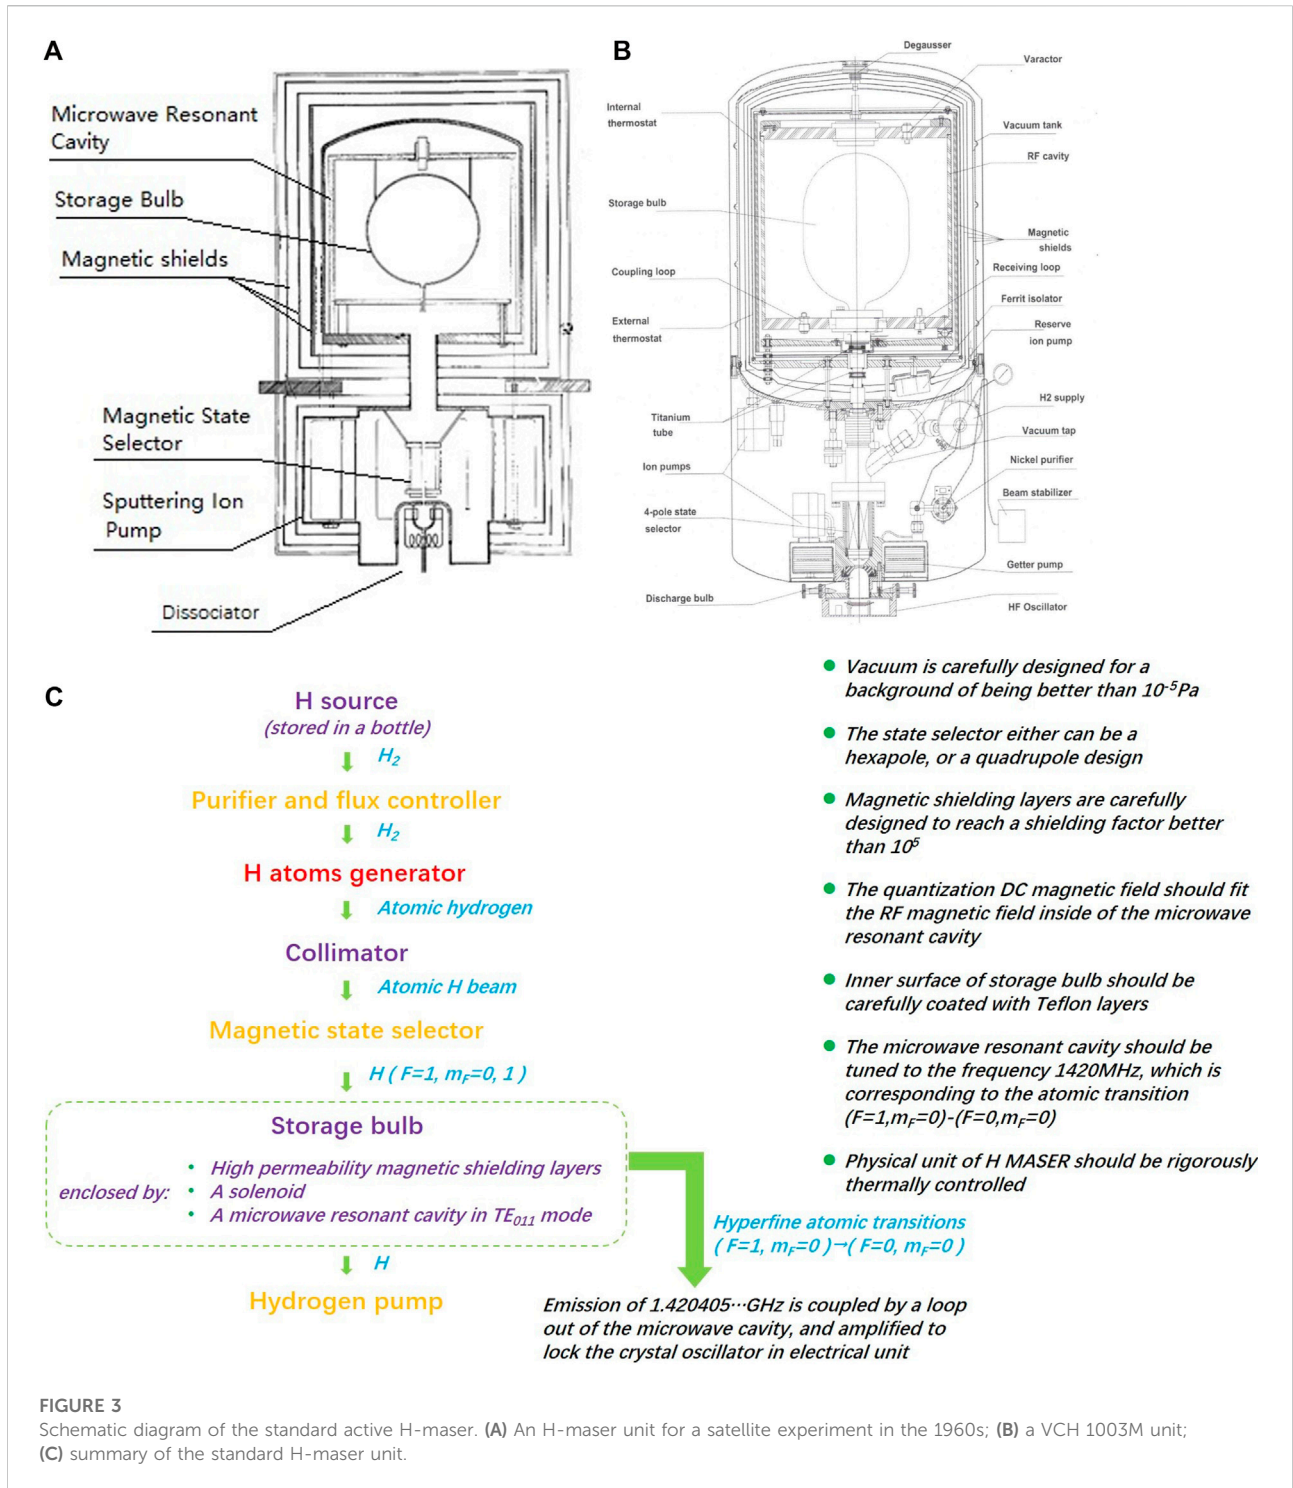 A
Microwave Resonant
Cavity
Storage Bulb
Magnetic shields
Magnetic State
Selector
Sputtering Ion
Pump
Dissociator
B
Degausser
Varactor
Internal
thermostat
Vacuum tank
RF cavity
Storage bulb
Magnetic
shields
Coupling loop
Receiving loop
Ferrit isolator
External
thermostat
Reserve
ion pump
H2 supply
Titanium
tube
Vacuum tap
Ion pumps
Nickel purifier
Beam stabilizer
4-pole state
selector
Getter pump
Discharge bulb
HF Oscillator
C
H source
(stored in a bottle)
H₂
Purifier and flux controller
H₂
H atoms generator
Atomic hydrogen
Collimator
Atomic H beam
Magnetic state selector
H ( F=1, m_F=0, 1 )
Storage bulb
enclosed by:
• High permeability magnetic shielding layers
• A solenoid
• A microwave resonant cavity in TE₀₁₁ mode
H
Hydrogen pump
Hyperfine atomic transitions
( F=1, m_F=0 )→( F=0, m_F=0 )
Emission of 1.420405···GHz is coupled by a loop
out of the microwave cavity, and amplified to
lock the crystal oscillator in electrical unit
● Vacuum is carefully designed for a
background of being better than 10⁻⁵Pa
● The state selector either can be a
hexapole, or a quadrupole design
● Magnetic shielding layers are carefully
designed to reach a shielding factor better
than 10⁵
● The quantization DC magnetic field should fit
the RF magnetic field inside of the microwave
resonant cavity
● Inner surface of storage bulb should be
carefully coated with Teflon layers
● The microwave resonant cavity should be
tuned to the frequency 1420MHz, which is
corresponding to the atomic transition
(F=1,m_F=0)-(F=0,m_F=0)
● Physical unit of H MASER should be rigorously
thermally controlled
FIGURE 3
Schematic diagram of the standard active H-maser. (A) An H-maser unit for a satellite experiment in the 1960s; (B) a VCH 1003M unit;
(C) summary of the standard H-maser unit.